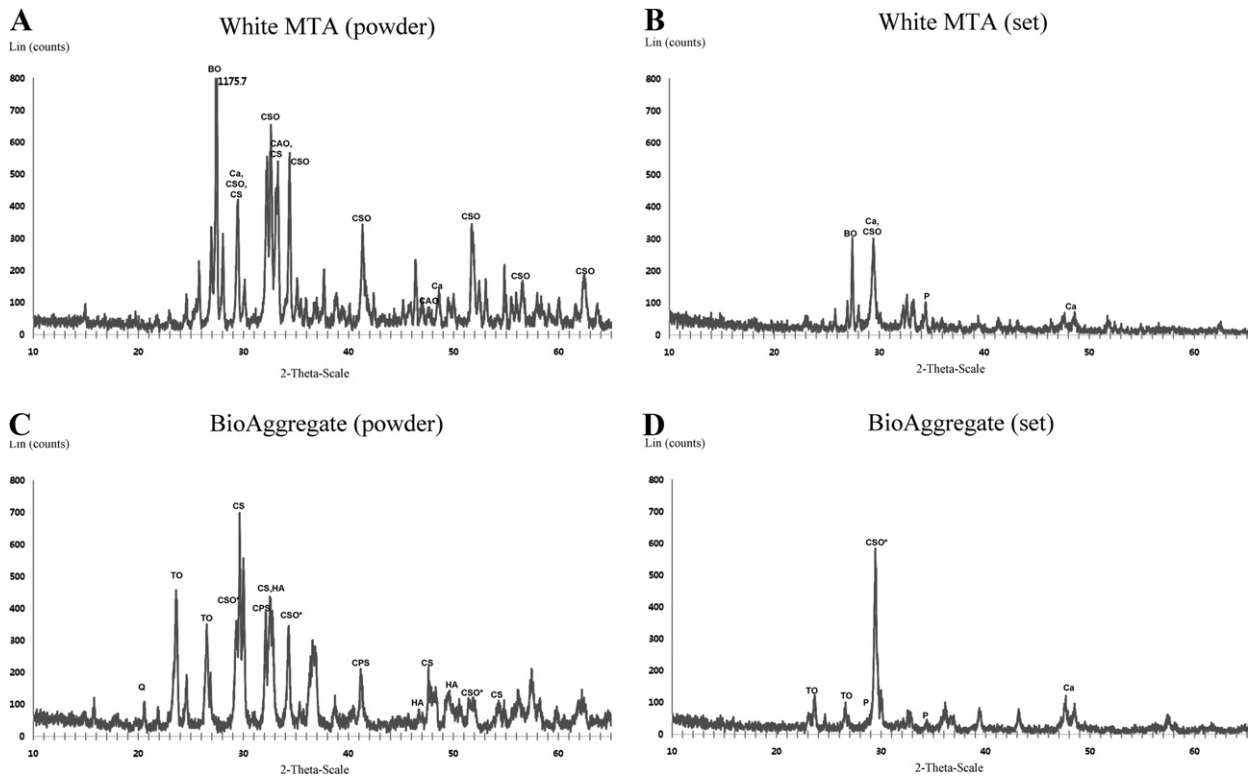 A
White MTA (powder)
Lin (counts)
800
700
600
500
400
300
200
100
0
BO
1175.7
Ca,
CSO,
CS
CSO
CAO,
CS
CSO
CSO
CAO
Ca
CSO
CSO
CSO
10 20 30 40 50 60
2-Theta-Scale
B
White MTA (set)
Lin (counts)
800
700
600
500
400
300
200
100
0
BO
Ca,
CSO
P
Ca
10 20 30 40 50 60
2-Theta-Scale
C
BioAggregate (powder)
Lin (counts)
800
700
600
500
400
300
200
100
0
Q
TO
TO
CSO*
CS
CPS
CS,HA
CSO*
CPS
HA
CS
HA
CSO*
CS
10 20 30 40 50 60
2-Theta-Scale
D
BioAggregate (set)
Lin (counts)
800
700
600
500
400
300
200
100
0
TO
TO
P
CSO*
P
Ca
10 20 30 40 50 60
2-Theta-Scale